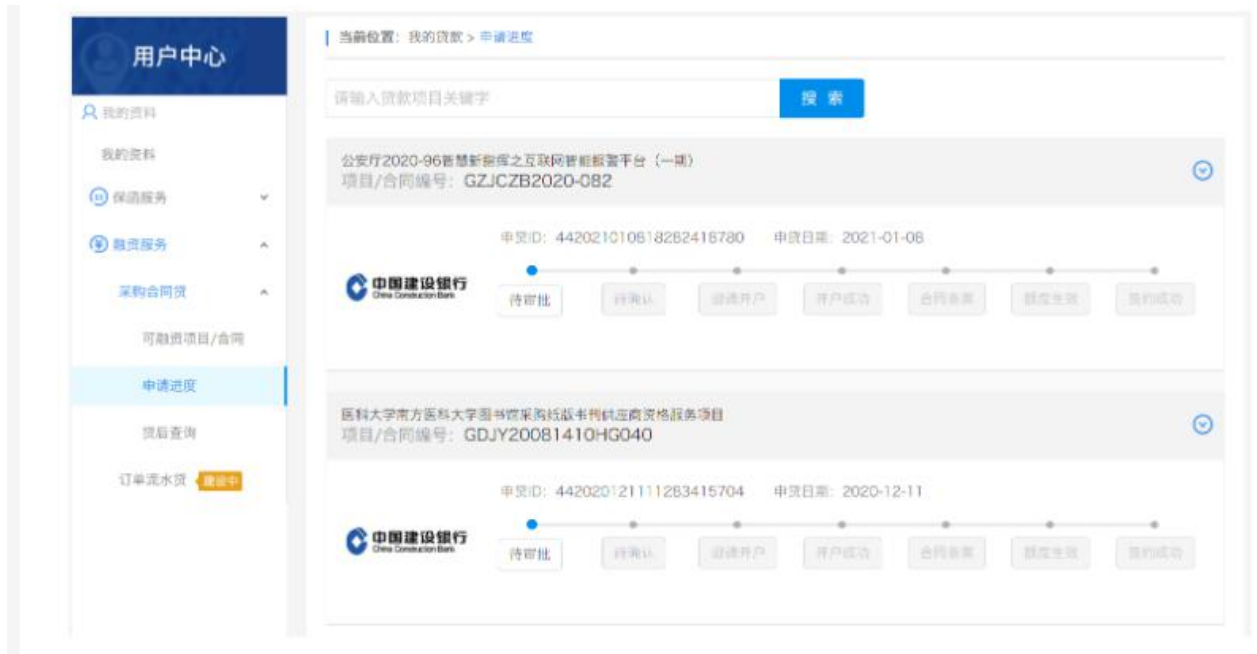 用户中心
当前位置：我的贷款 > 申请进度
请输入贷款项目关键字
搜 索
我的资料
我的资料
保函服务
融资服务
采购合同贷
可融资项目/合同
申请进度
贷后查询
订单流水贷 建设中
公安厅2020-96智慧新指挥之互联网智能报警平台（一期）
项目/合同编号：GZJCZB2020-082
申贷ID：442021010818282418780 申贷日期：2021-01-08
中国建设银行
China Construction Bank
待审批 待确认 邀请开户 开户成功 合同备案 额度生效 签约成功
医科大学南方医科大学图书馆采购纸版书刊供应商资格服务项目
项目/合同编号：GDJY20081410HG040
申贷ID：442020121111283415704 申贷日期：2020-12-11
中国建设银行
China Construction Bank
待审批 待确认 邀请开户 开户成功 合同备案 额度生效 签约成功